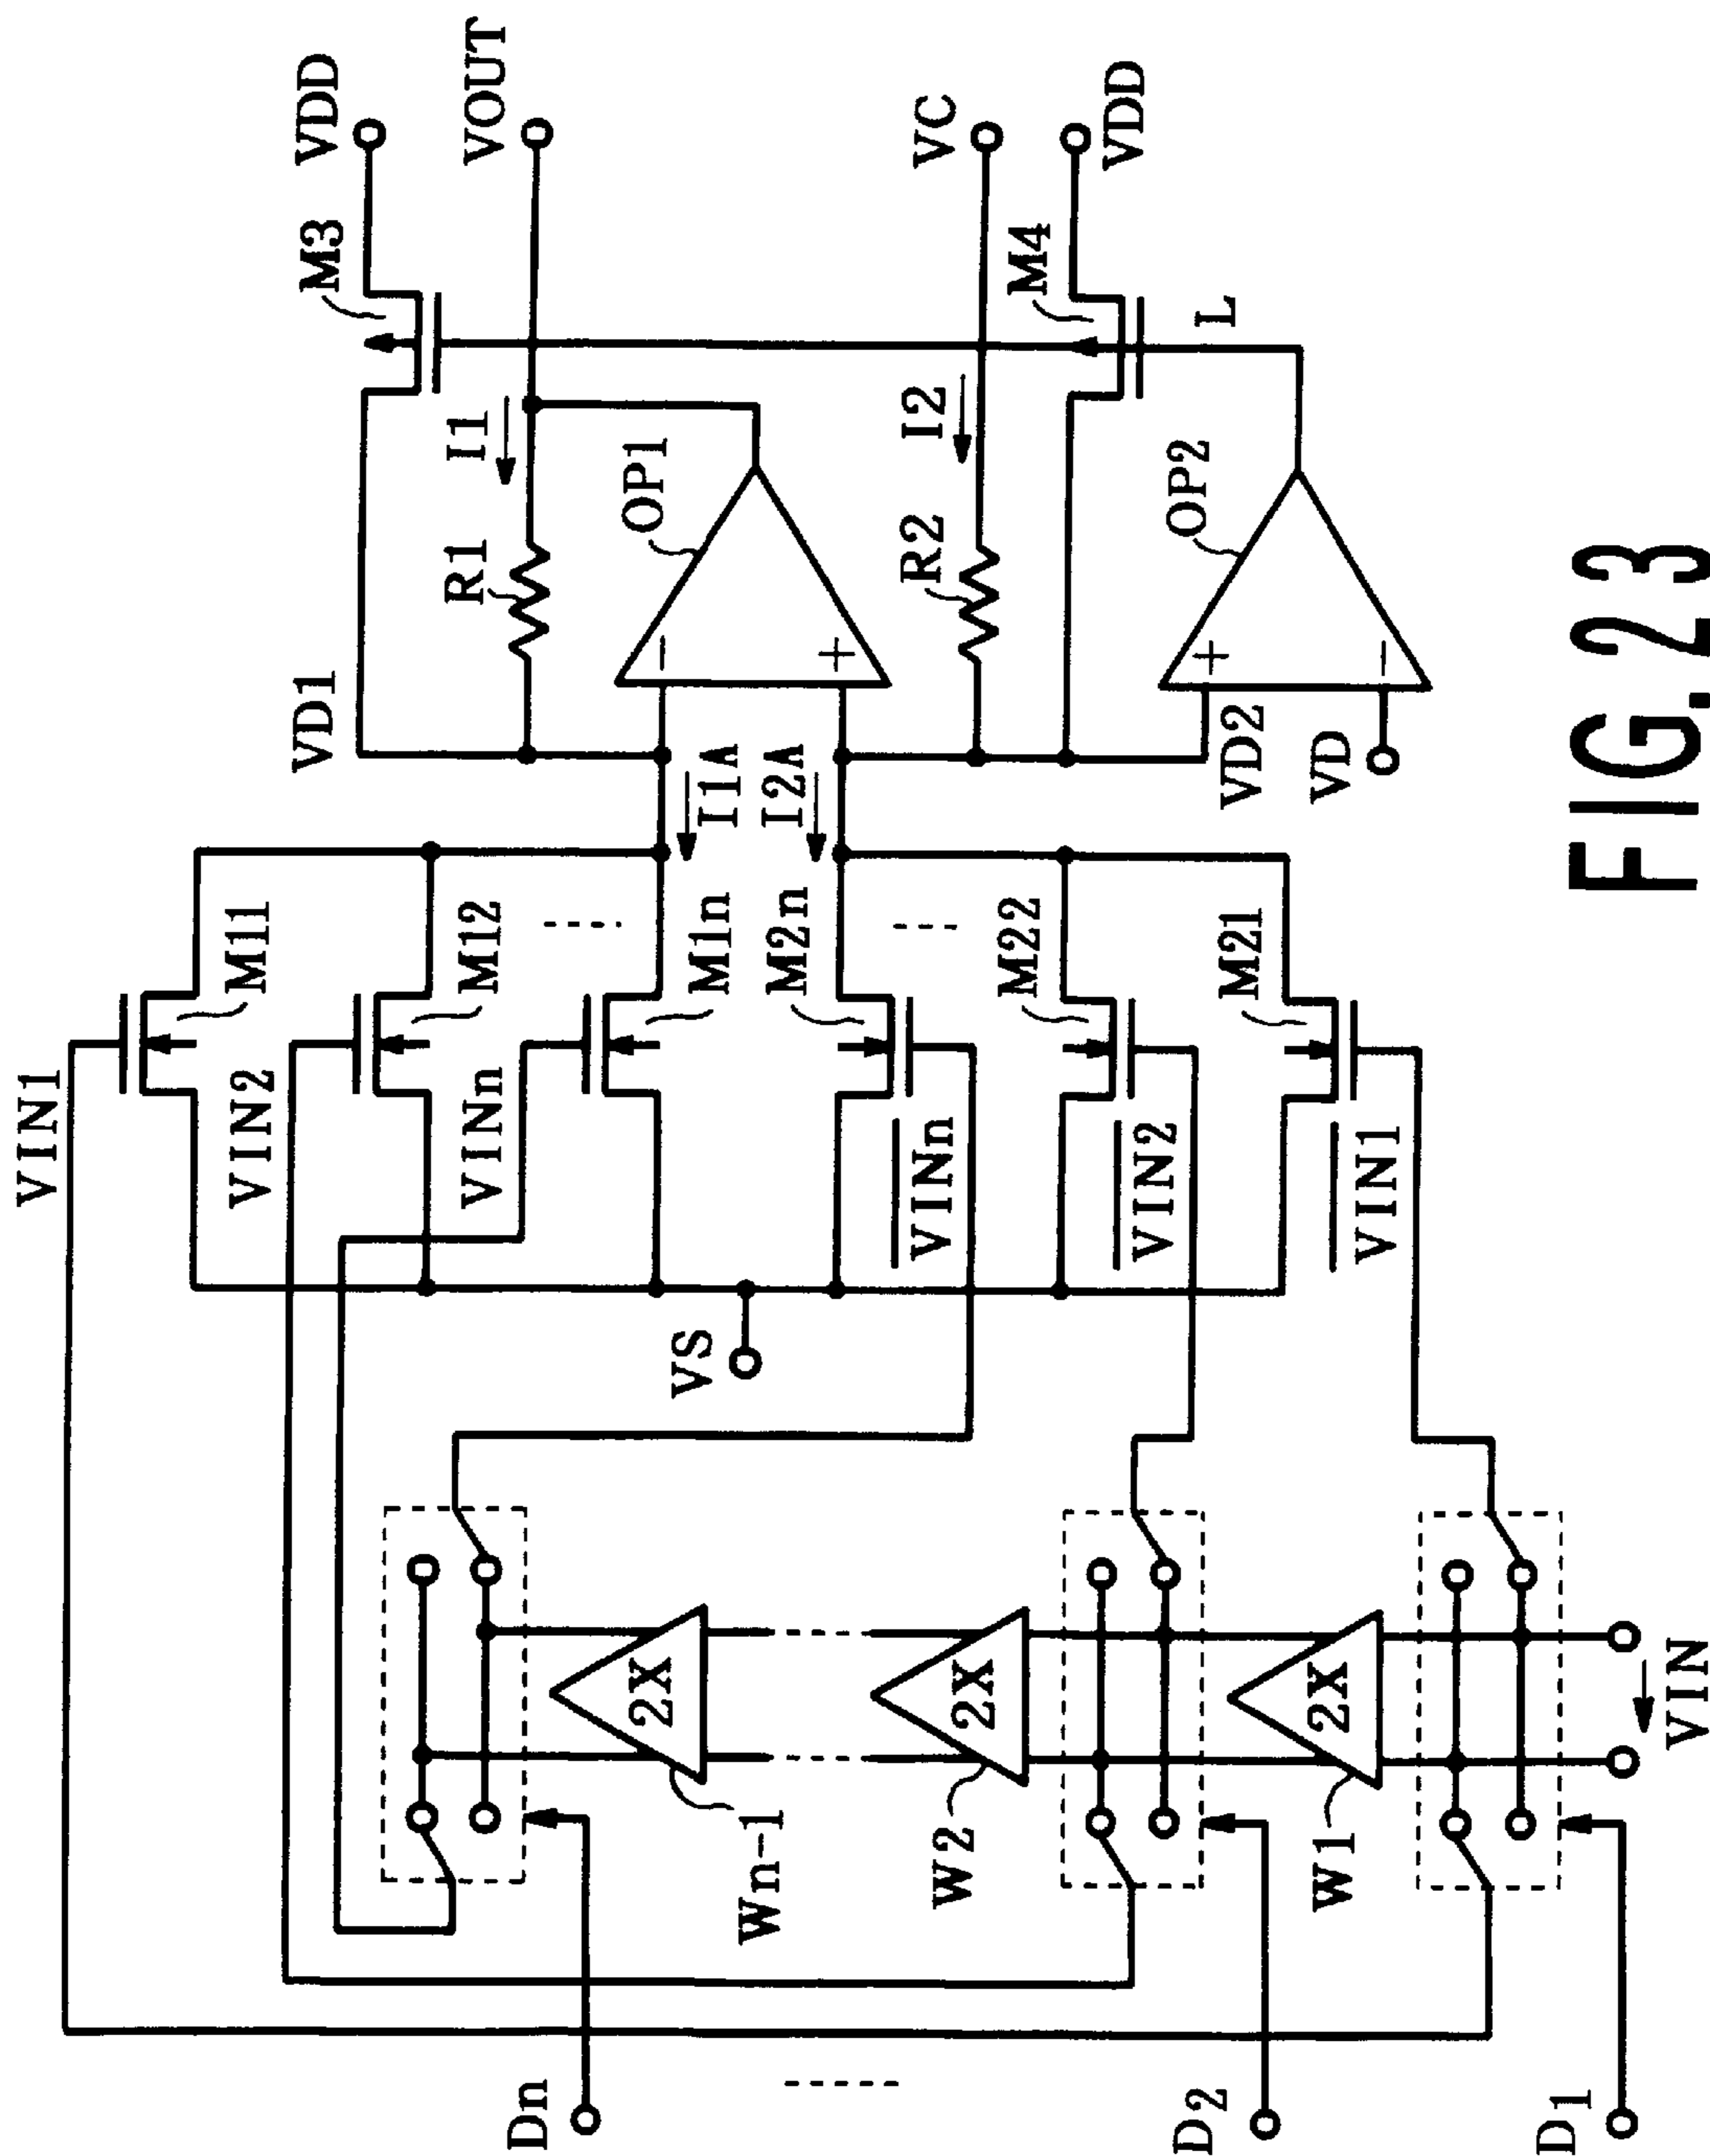 VDD
VOUT
VC
VDD
M3
M4
L
I1
I2
R1
OP1
R2
OP2
VD1
VD2
VD
−
+
+
−
I1A
I2A
M11
M12
M1n
M2n
M22
M21
VIN1
VIN2
VINn
VINn
VIN2
VIN1
VS
2X
2X
2X
Wn-1
W2
W1
VIN
Dn
D2
D1
FIG.23